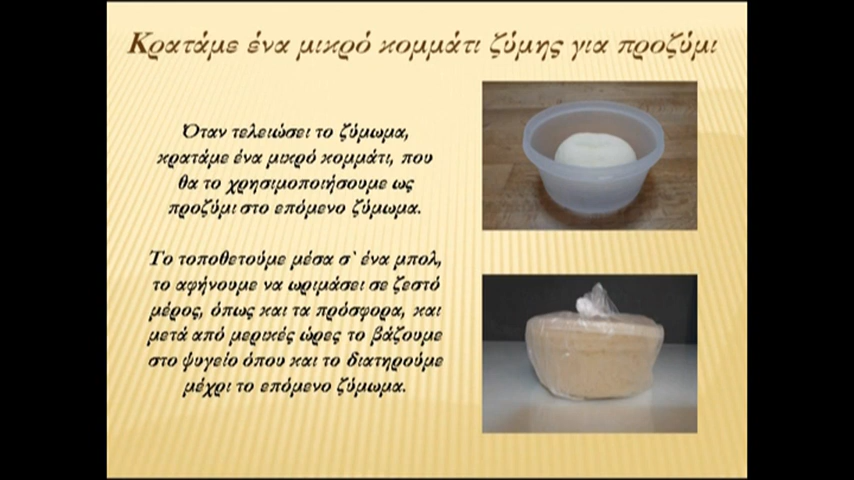 Κρατάμε ένα μικρό κομμάτι ζύμης για προζύμι
Όταν τελειώσει το ζύμωμα,
κρατάμε ένα μικρό κομμάτι, που
θα το χρησιμοποιήσουμε ως
προζύμι στο επόμενο ζύμωμα.
Το τοποθετούμε μέσα σ` ένα μπολ,
το αφήνουμε να ωριμάσει σε ζεστό
μέρος, όπως και τα πρόσφορα, και
μετά από μερικές ώρες το βάζουμε
στο ψυγείο όπου και το διατηρούμε
μέχρι το επόμενο ζύμωμα.